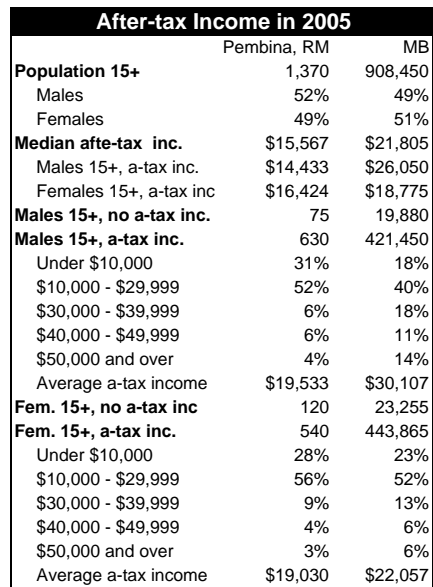 After-tax Income in 2005
Pembina, RM MB
Population 15+ 1,370 908,450
Males 52% 49%
Females 49% 51%
Median afte-tax inc. $15,567 $21,805
Males 15+, a-tax inc. $14,433 $26,050
Females 15+, a-tax inc $16,424 $18,775
Males 15+, no a-tax inc. 75 19,880
Males 15+, a-tax inc. 630 421,450
Under $10,000 31% 18%
$10,000 - $29,999 52% 40%
$30,000 - $39,999 6% 18%
$40,000 - $49,999 6% 11%
$50,000 and over 4% 14%
Average a-tax income $19,533 $30,107
Fem. 15+, no a-tax inc 120 23,255
Fem. 15+, a-tax inc. 540 443,865
Under $10,000 28% 23%
$10,000 - $29,999 56% 52%
$30,000 - $39,999 9% 13%
$40,000 - $49,999 4% 6%
$50,000 and over 3% 6%
Average a-tax income $19,030 $22,057